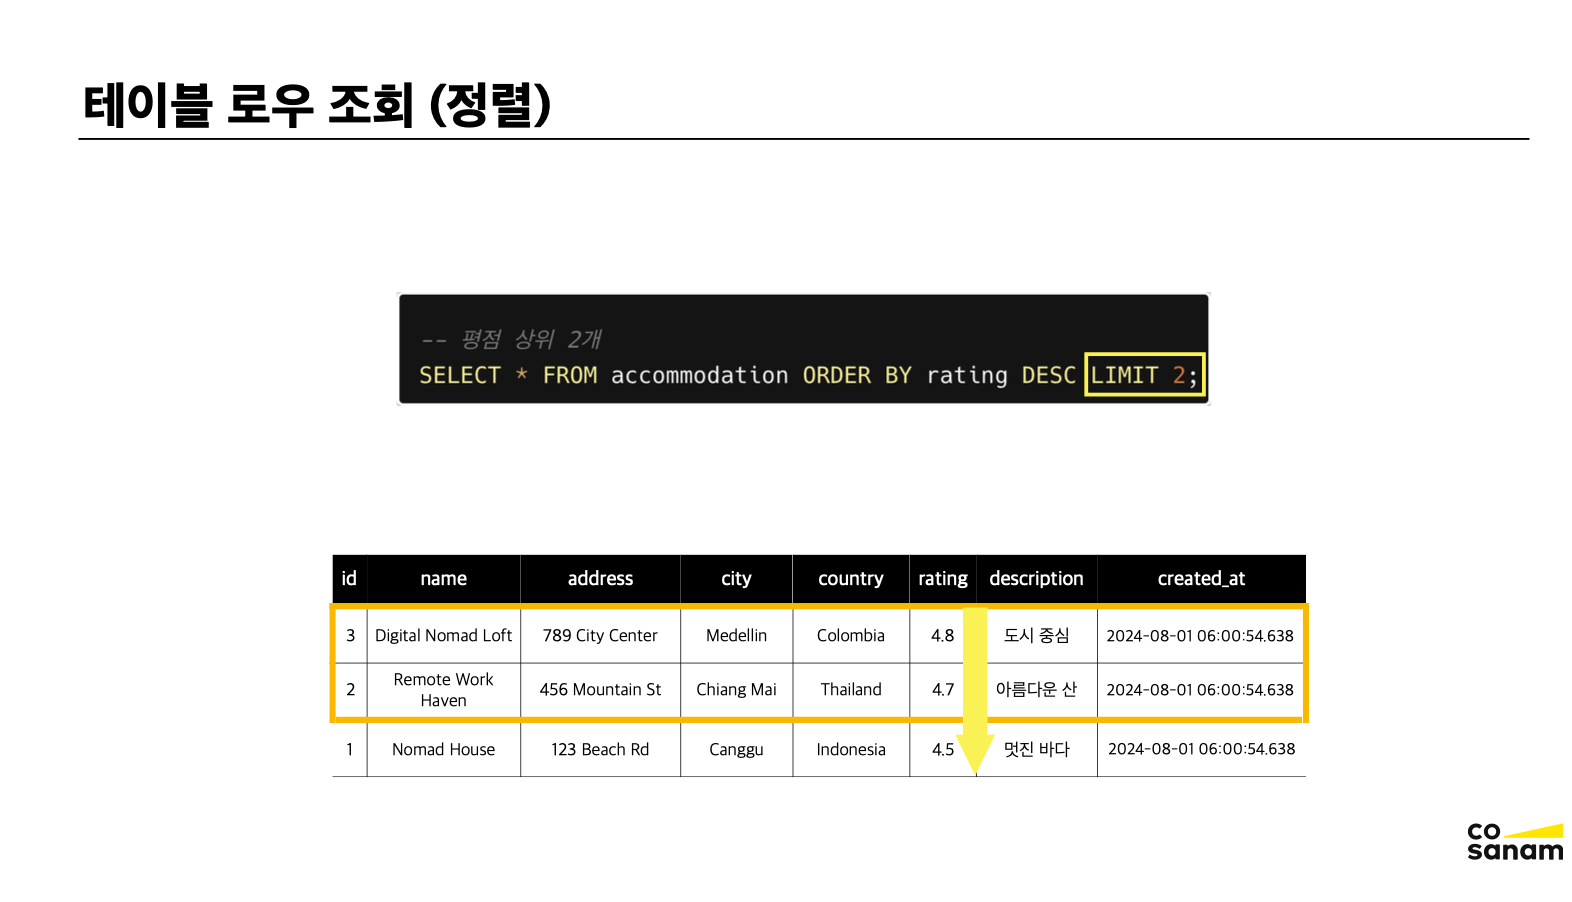 테이블 로우 조회 (정렬)
-- 평점 상위 2개
SELECT * FROM accommodation ORDER BY rating DESC LIMIT 2;
id name address city country rating description created_at
3 Digital Nomad Loft 789 City Center Medellin Colombia 4.8 도시 중심 2024-08-01 06:00:54.638
2 Remote Work Haven 456 Mountain St Chiang Mai Thailand 4.7 아름다운 산 2024-08-01 06:00:54.638
1 Nomad House 123 Beach Rd Canggu Indonesia 4.5 멋진 바다 2024-08-01 06:00:54.638
co
sanam